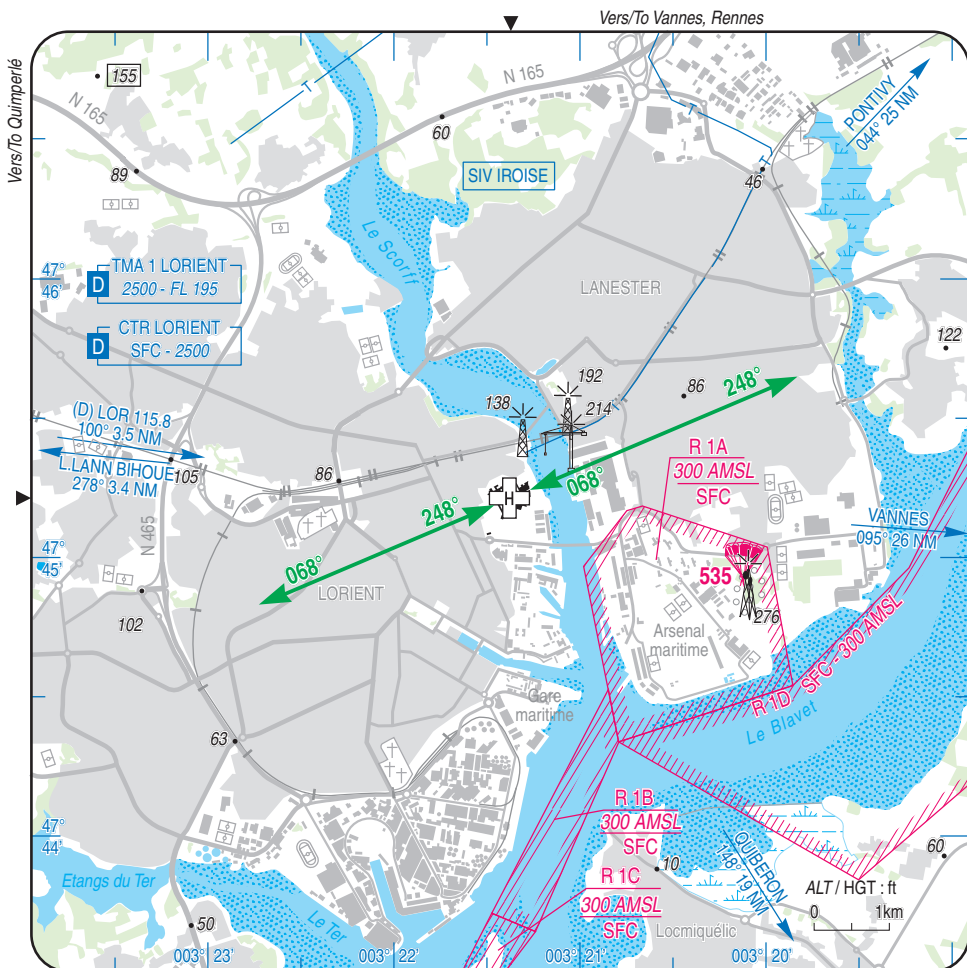 Vers/To Vannes, Rennes
Vers/To Quimperlé
155
N 165
N 165
60
89
SIV IROISE
46
PONTIVY
044° 25 NM
T
T
T
Le Scorff
47°
46'
TMA 1 LORIENT
D
2500 - FL 195
CTR LORIENT
D
SFC - 2500
LANESTER
122
192
138
214
86
248°
T
(D) LOR 115.8
100° 3.5 NM
L.LANN BIHOUE
278° 3.4 NM
105
86
H
068°
248°
R 1A
300 AMSL
SFC
VANNES
095° 26 NM
N 465
47°
45'
068°
LORIENT
535
276
102
Arsenal
maritime
R 1D SFC - 300 AMSL
Gare
maritime
Le Blavet
63
R 1B
300 AMSL
SFC
47°
44'
QUIBERON
148° 19 NM
60
10
R 1C
300 AMSL
SFC
Etangs du Ter
ALT / HGT : ft
0 1km
50
Le Ter
Locmiquélic
003° 23'
003° 22'
003° 21'
003° 20'